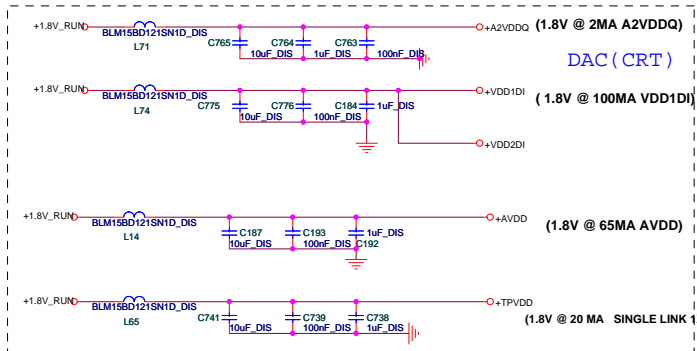 +1.8V_RUN
BLM15BD121SN1D_DIS
L71
C765
10uF_DIS
C764
1uF_DIS
C763
100nF_DIS
+A2VDDQ
(1.8V @ 2MA A2VDDQ)
DAC(CRT)
+1.8V_RUN
BLM15BD121SN1D_DIS
L74
C775
10uF_DIS
C776
100nF_DIS
C184
1uF_DIS
+VDD1DI
( 1.8V @ 100MA VDD1DI)
+VDD2DI
+1.8V_RUN
BLM15BD121SN1D_DIS
L14
C187
10uF_DIS
C193
100nF_DIS
1uF_DIS
C192
+AVDD
(1.8V @ 65MA AVDD)
+1.8V_RUN
BLM15BD121SN1D_DIS
L65
C741
10uF_DIS
C739
100nF_DIS
C738
1uF_DIS
+TPVDD
(1.8V @ 20 MA SINGLE LINK